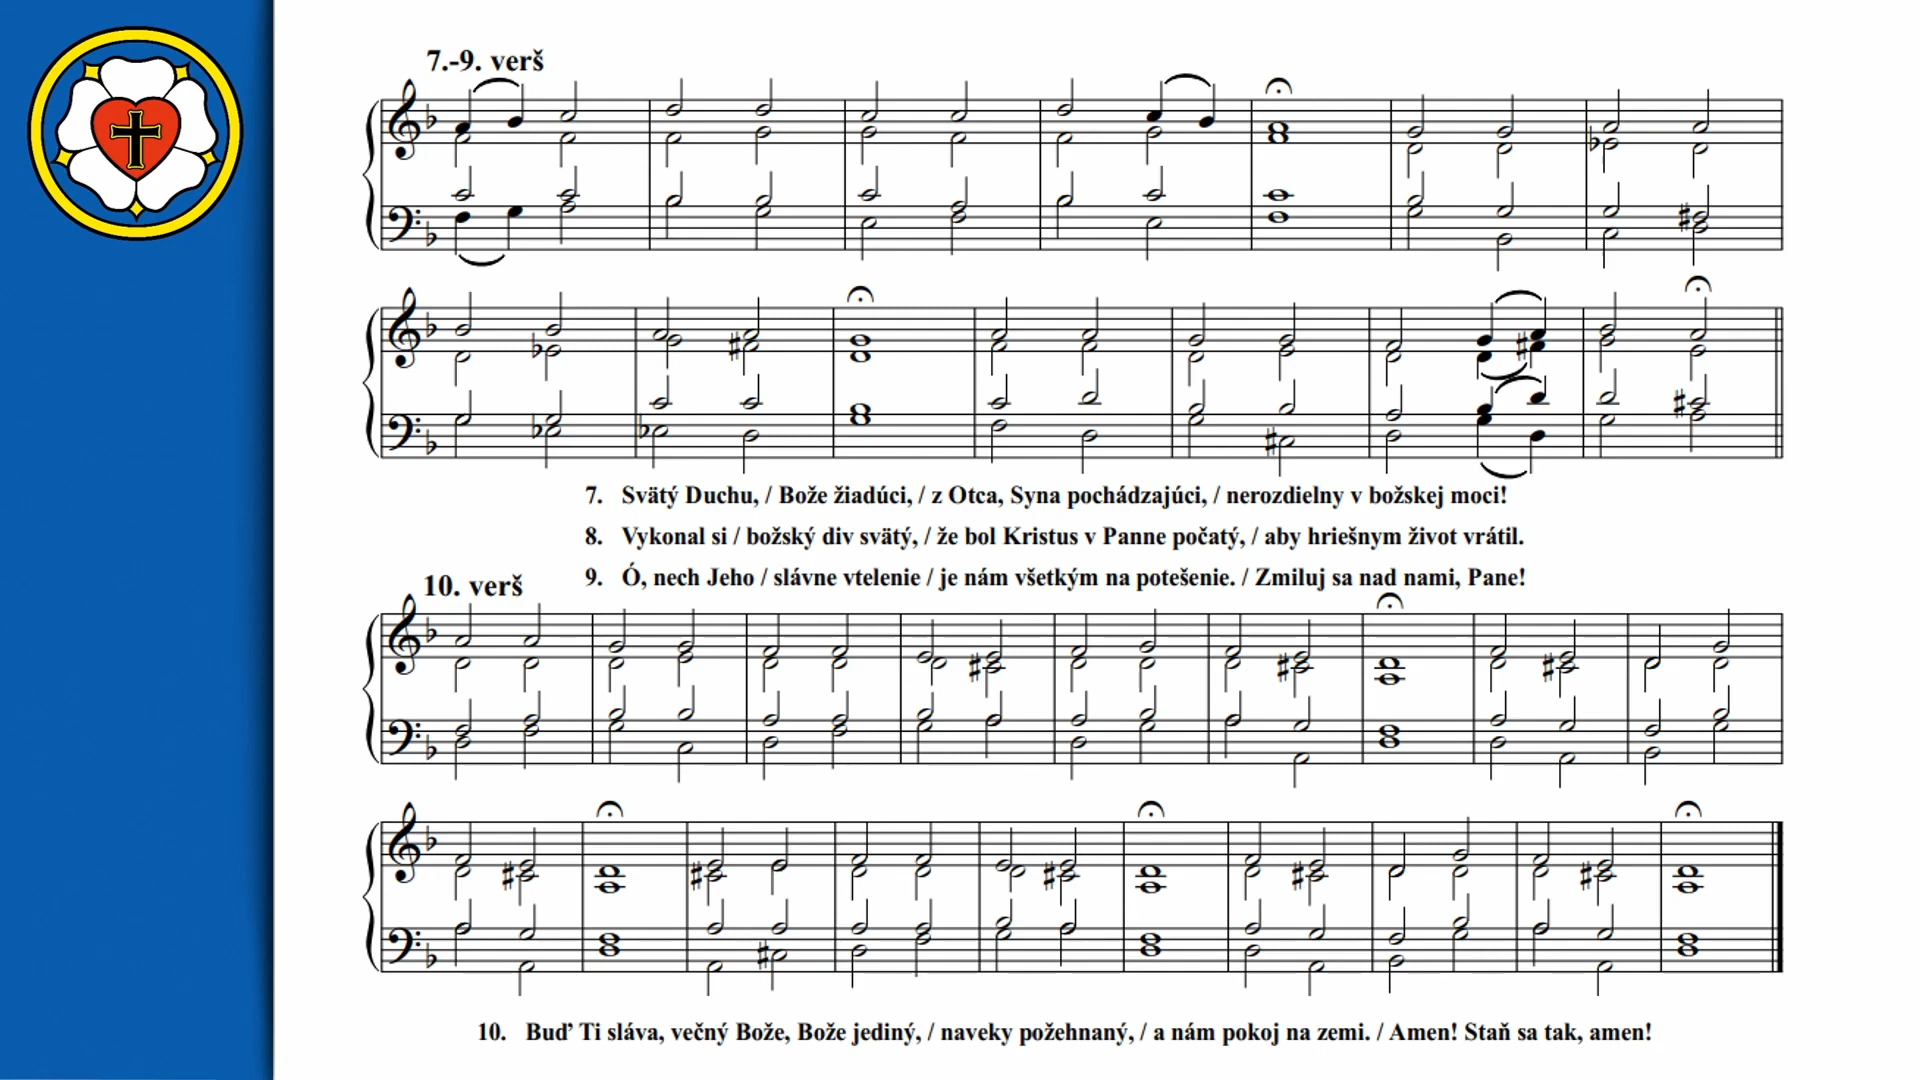 7.-9. verš
7. Svätý Duchu, / Bože žiadúci, / z Otca, Syna pochádzajúci, / nerozdielny v božskej moci!
8. Vykonal si / božský div svätý, / že bol Kristus v Panne počatý, / aby hriešnym život vrátil.
9. Ó, nech Jeho / slávne vtelenie / je nám všetkým na potešenie. / Zmiluj sa nad nami, Pane!
10. verš
10. Buď Ti sláva, večný Bože, Bože jediný, / naveky požehnaný, / a nám pokoj na zemi. / Amen! Staň sa tak, amen!